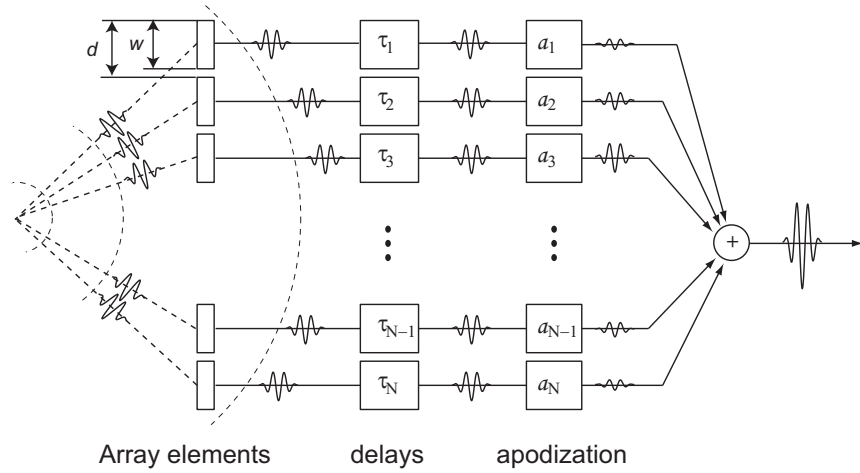 d
w
τ1
a1
τ2
a2
τ3
a3
+
τN−1
aN−1
τN
aN
Array elements
delays
apodization